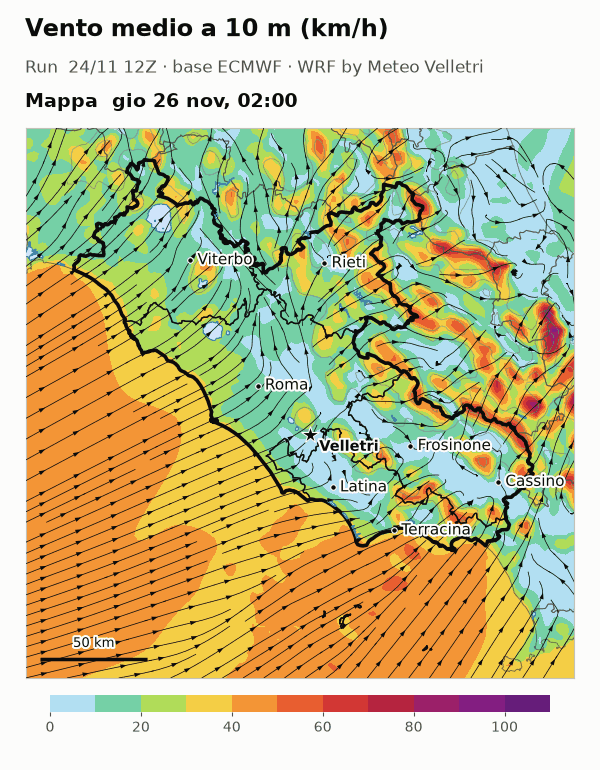 Vento medio a 10 m (km/h)
Run 24/11 12Z · base ECMWF · WRF by Meteo Velletri
Mappa gio 26 nov, 02:00
Viterbo
Rieti
Roma
Velletri
Frosinone
Latina
Cassino
Terracina
50 km
0 20 40 60 80 100